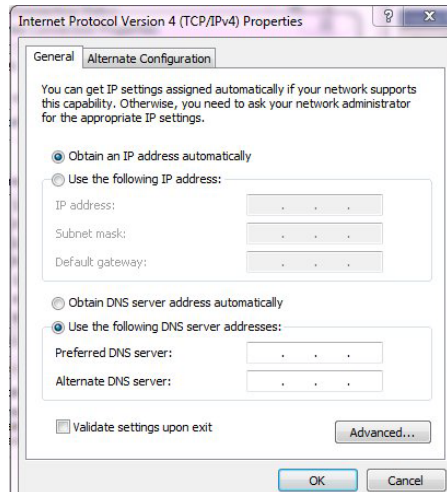 Internet Protocol Version 4 (TCP/IPv4) Properties
General
Alternate Configuration
You can get IP settings assigned automatically if your network supports
this capability. Otherwise, you need to ask your network administrator
for the appropriate IP settings.
Obtain an IP address automatically
Use the following IP address:
IP address:
Subnet mask:
Default gateway:
Obtain DNS server address automatically
Use the following DNS server addresses:
Preferred DNS server:
Alternate DNS server:
Validate settings upon exit
Advanced...
OK
Cancel